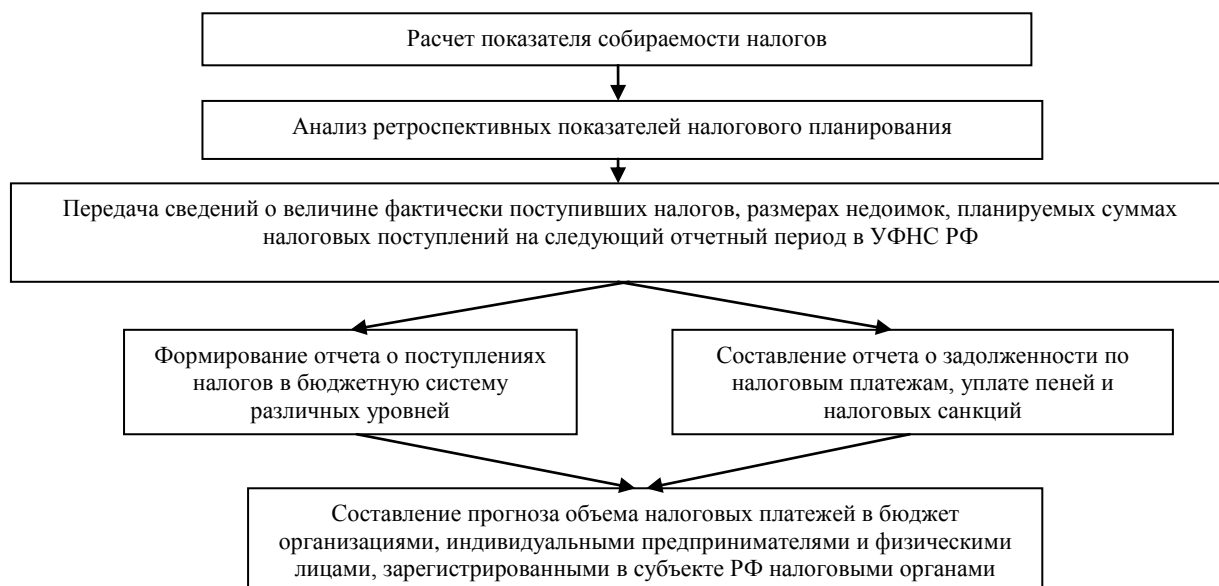 Расчет показателя собираемости налогов
Анализ ретроспективных показателей налогового планирования
Передача сведений о величине фактически поступивших налогов, размерах недоимок, планируемых суммах
налоговых поступлений на следующий отчетный период в УФНС РФ
Формирование отчета о поступлениях
налогов в бюджетную систему
различных уровней
Составление отчета о задолженности по
налоговым платежам, уплате пеней и
налоговых санкций
Составление прогноза объема налоговых платежей в бюджет
организациями, индивидуальными предпринимателями и физическими
лицами, зарегистрированными в субъекте РФ налоговыми органами